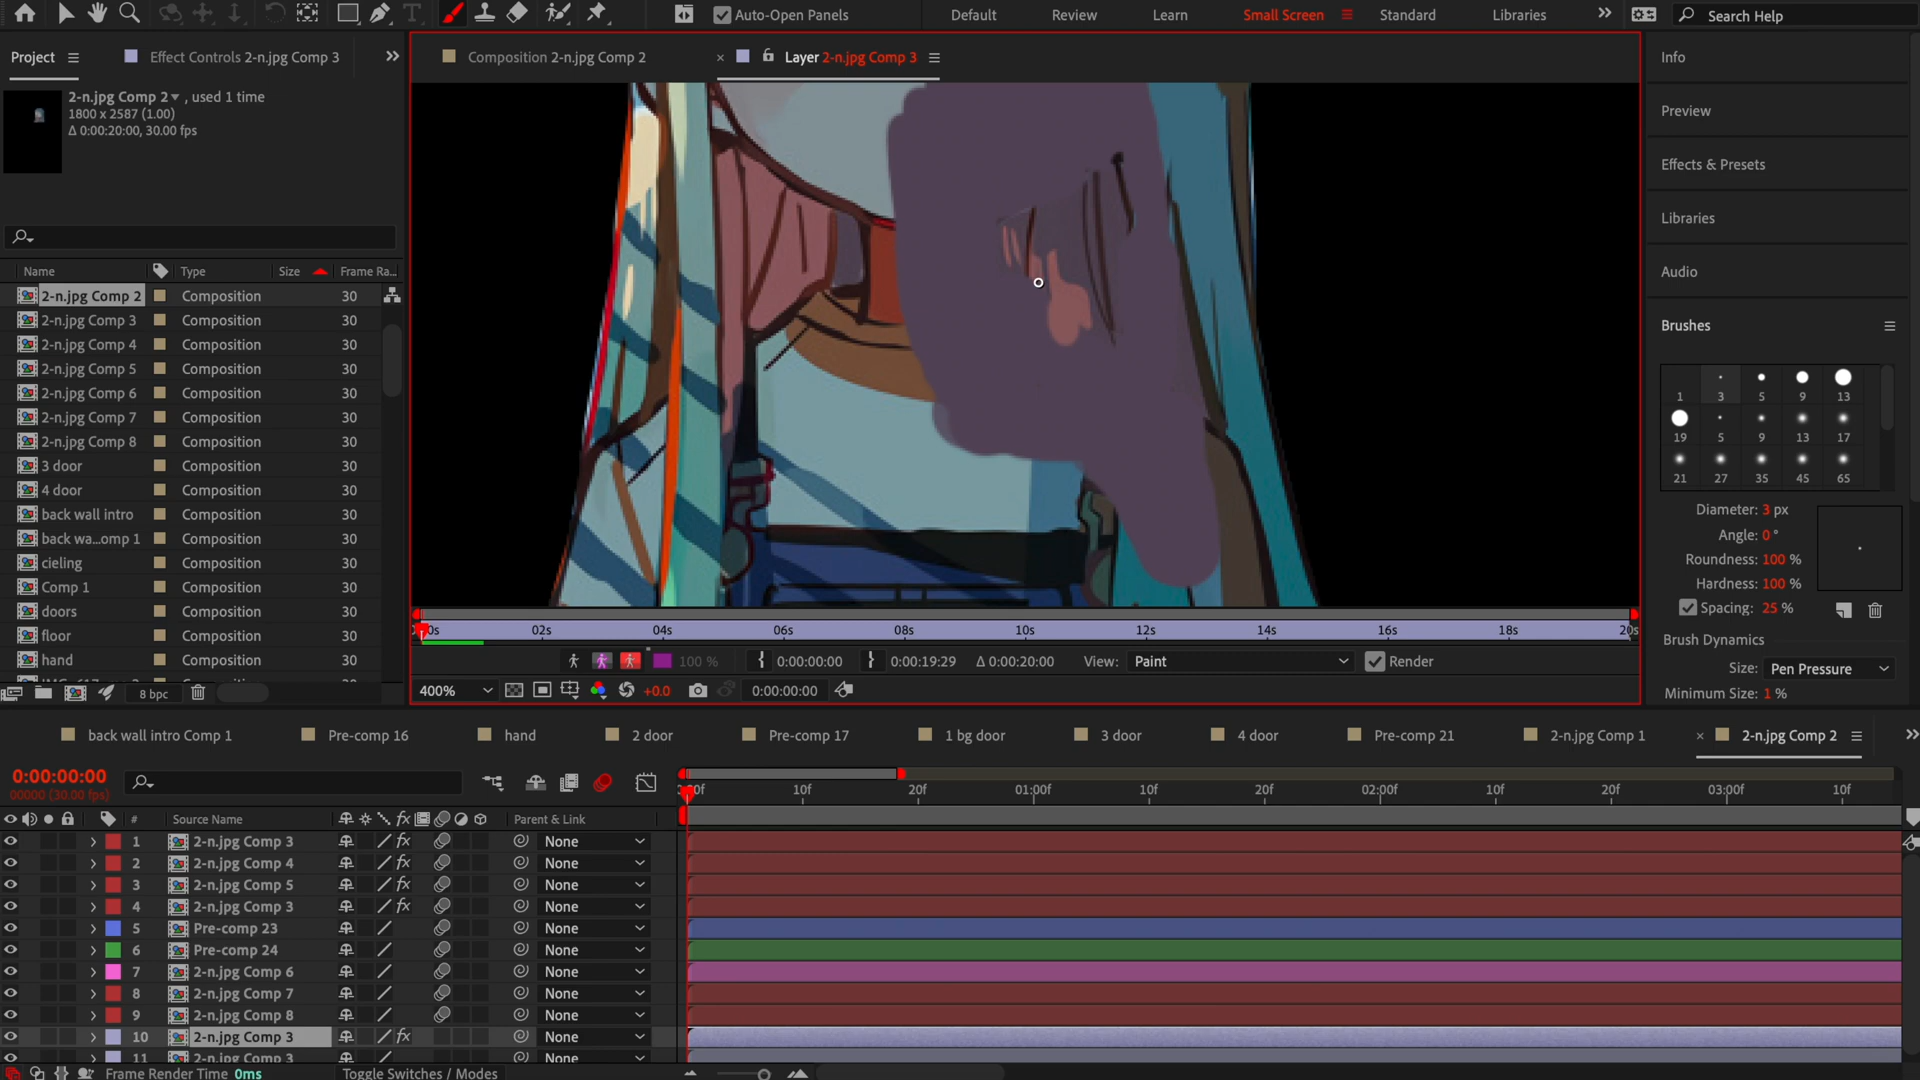 Auto-Open Panels
Default
Review
Learn
Small Screen
Standard
Libraries
Search Help
Project
Effect Controls 2-n.jpg Comp 3
Composition 2-n.jpg Comp 2
Layer 2-n.jpg Comp 3
2-n.jpg Comp 2 , used 1 time
1800 x 2587 (1.00)
Δ 0:00:20:00, 30.00 fps
Name Type Size Frame Ra...
2-n.jpg Comp 2 Composition 30
2-n.jpg Comp 3 Composition 30
2-n.jpg Comp 4 Composition 30
2-n.jpg Comp 5 Composition 30
2-n.jpg Comp 6 Composition 30
2-n.jpg Comp 7 Composition 30
2-n.jpg Comp 8 Composition 30
3 door Composition 30
4 door Composition 30
back wall intro Composition 30
back wa...omp 1 Composition 30
cieling Composition 30
Comp 1 Composition 30
doors Composition 30
floor Composition 30
hand Composition 30
8 bpc
02s 04s 06s 08s 10s 12s 14s 16s 18s 20s
100 % 0:00:00:00 0:00:19:29 Δ 0:00:20:00 View: Paint Render
400% +0.0 0:00:00:00
Info
Preview
Effects & Presets
Libraries
Audio
Brushes
1 3 5 9 13
19 5 9 13 17
21 27 35 45 65
Diameter: 3 px
Angle: 0 °
Roundness: 100 %
Hardness: 100 %
Spacing: 25 %
Brush Dynamics
Size: Pen Pressure
Minimum Size: 1 %
back wall intro Comp 1
Pre-comp 16
hand
2 door
Pre-comp 17
1 bg door
3 door
4 door
Pre-comp 21
2-n.jpg Comp 1
2-n.jpg Comp 2
0:00:00:00
00000 (30.00 fps)
10f 20f 01:00f 10f 20f 02:00f 10f 20f 03:00f 10f
# Source Name fx Parent & Link
1 2-n.jpg Comp 3 fx None
2 2-n.jpg Comp 4 fx None
3 2-n.jpg Comp 5 fx None
4 2-n.jpg Comp 3 fx None
5 Pre-comp 23 None
6 Pre-comp 24 None
7 2-n.jpg Comp 6 None
8 2-n.jpg Comp 7 None
9 2-n.jpg Comp 8 None
10 2-n.jpg Comp 3 fx None
11 2-n.jpg Comp 3 None
Frame Render Time 0ms
Toggle Switches / Modes